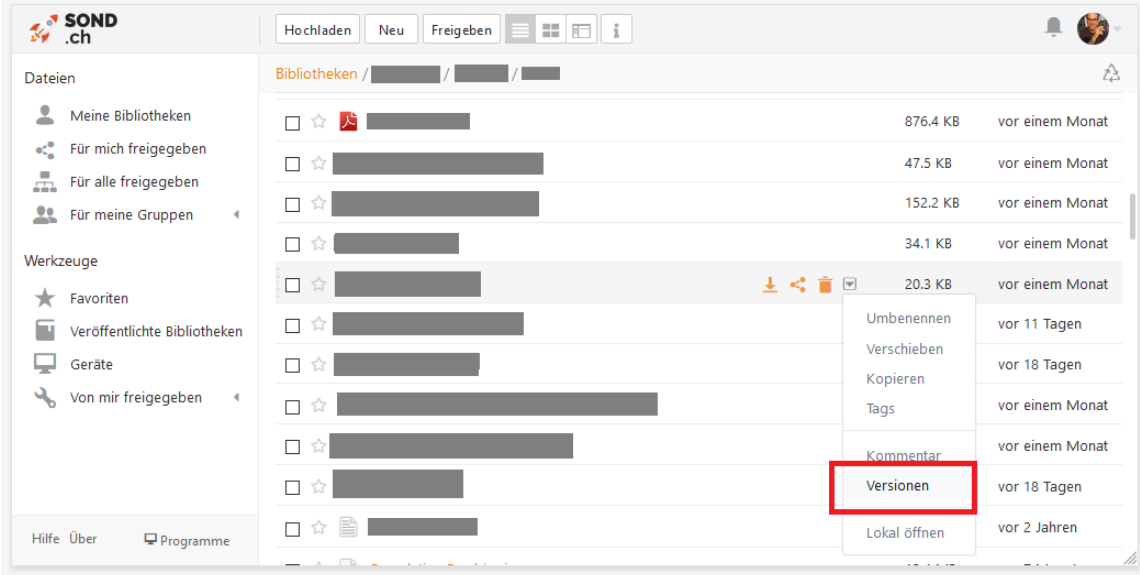 SOND
.ch
Hochladen Neu Freigeben
Dateien
Meine Bibliotheken
Für mich freigegeben
Für alle freigegeben
Für meine Gruppen
Werkzeuge
Favoriten
Veröffentlichte Bibliotheken
Geräte
Von mir freigegeben
Hilfe Über Programme
Bibliotheken / / /
876.4 KB vor einem Monat
47.5 KB vor einem Monat
152.2 KB vor einem Monat
34.1 KB vor einem Monat
20.3 KB vor einem Monat
vor 11 Tagen
vor 18 Tagen
vor einem Monat
vor einem Monat
vor 18 Tagen
vor 2 Jahren
Umbenennen
Verschieben
Kopieren
Tags
Kommentar
Versionen
Lokal öffnen